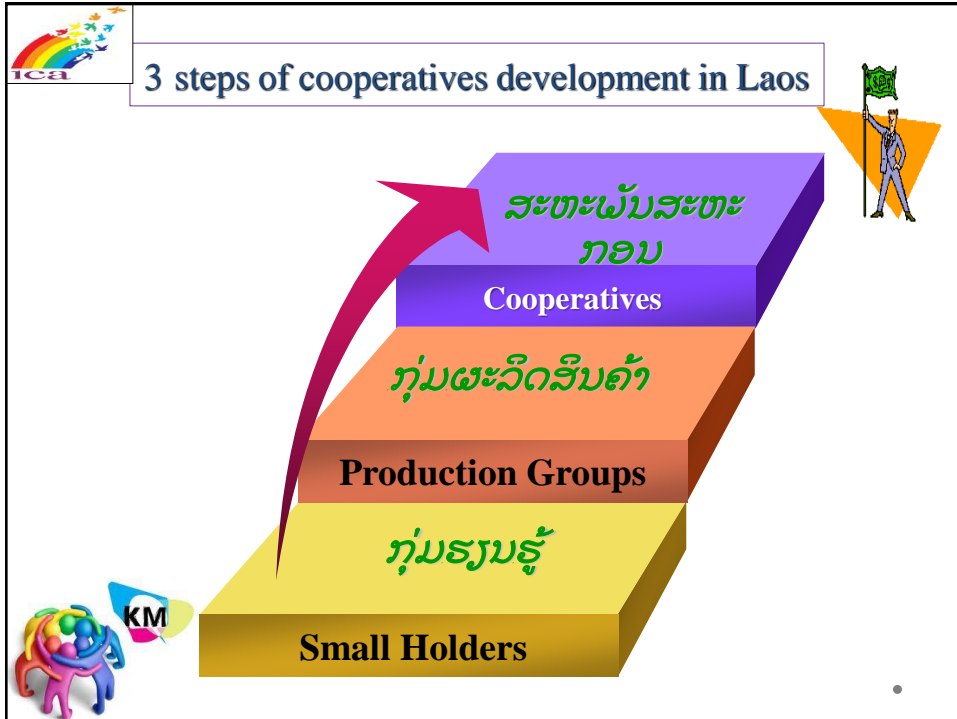 ica
3 steps of cooperatives development in Laos
ສະຫະພັນສະຫະ
ກອນ
Cooperatives
ກຸ່ມຜະລິດສິນຄ້າ
Production Groups
ກຸ່ມຮຽນຮູ້
KM
Small Holders